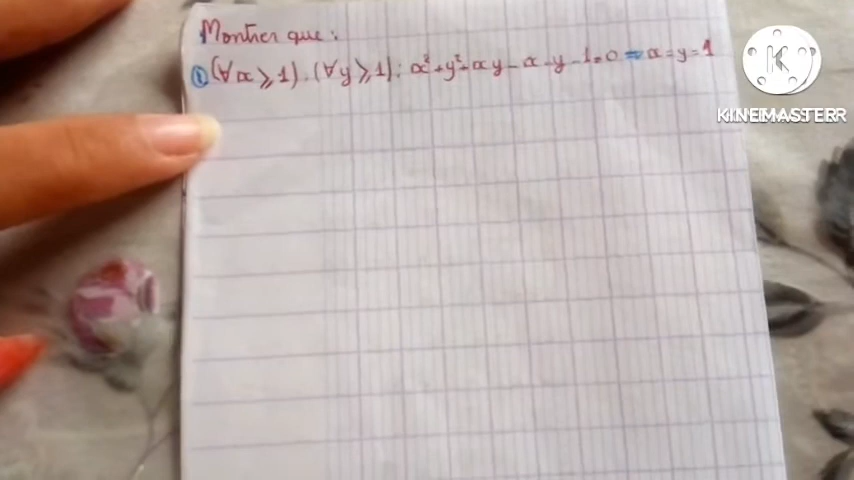 Montrer que :
① (∀x ⩾ 1). (∀y ⩾ 1) : x² + y² + xy - x - y - 1 = 0 ⇒ x = y = 1
K
KINEMASTER